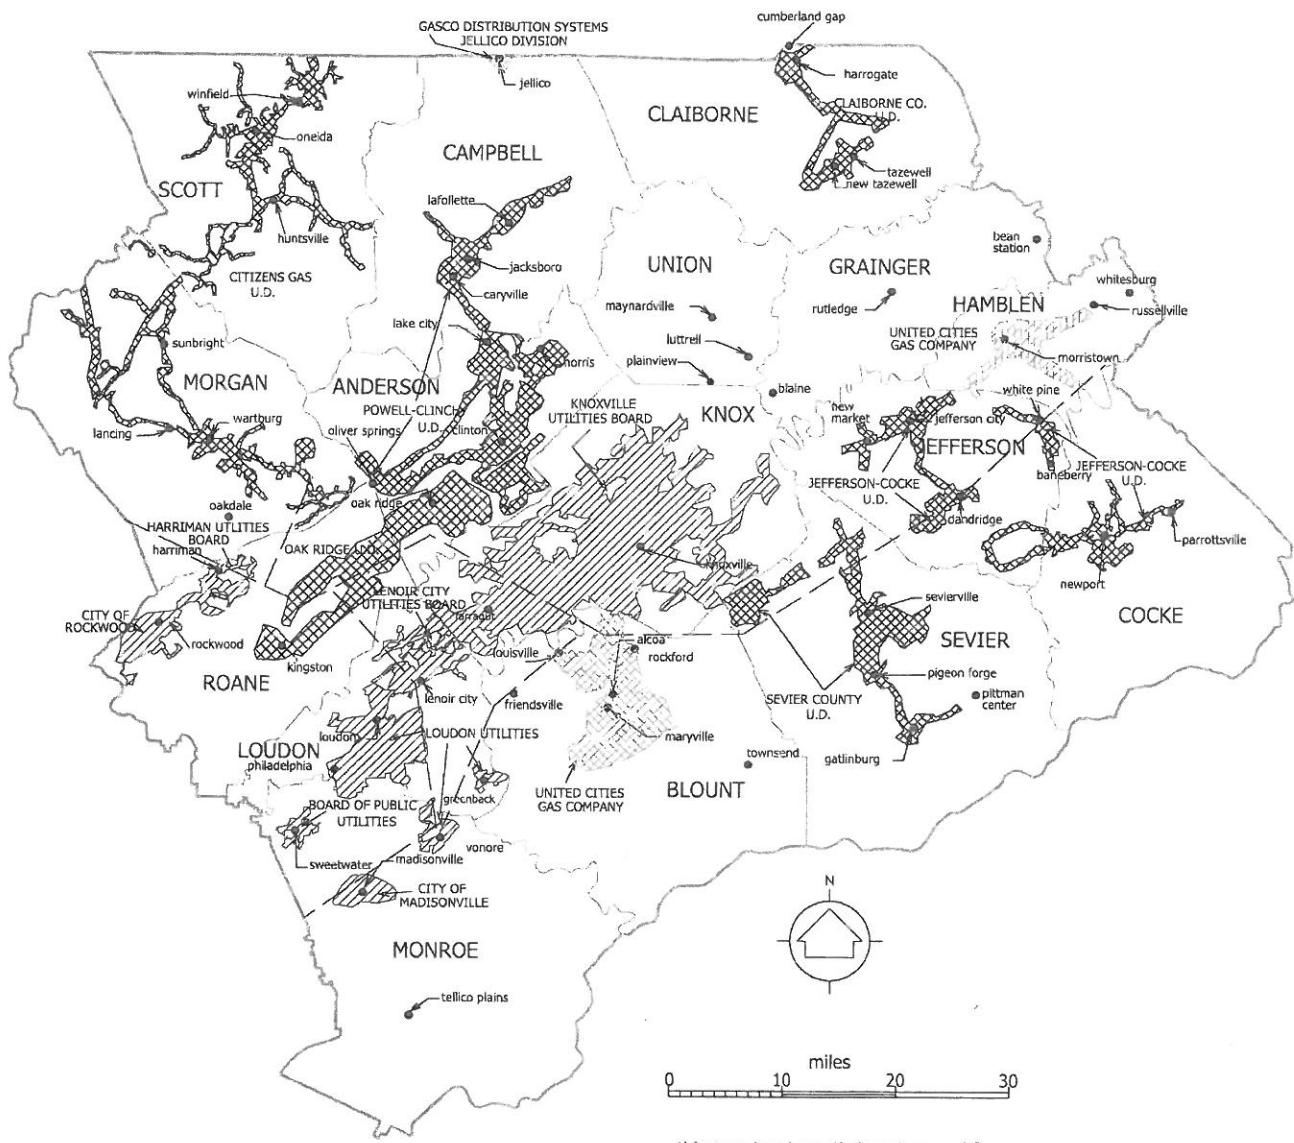 cumberland gap
GASCO DISTRIBUTION SYSTEMS
JELLICO DIVISION
jellico
harrogate
winfield
CLAIBORNE
CLAIBORNE CO.
U.D.
oneida
CAMPBELL
tazewell
new tazewell
SCOTT
lafollette
huntsville
bean
station
UNION
GRAINGER
jacksboro
CITIZENS GAS
U.D.
caryville
whitesburg
HAMBLEN
maynardville
rutledge
russellville
lake city
UNITED CITIES
GAS COMPANY
sunbright
luttrell
morristown
norris
plainview
MORGAN
ANDERSON
blaine
white pine
KNOXVILLE
UTILITIES BOARD
KNOX
POWELL-CLINCH
U.D.
new
market
jefferson city
wartburg
lancing
oliver springs
clinton
JEFFERSON
JEFFERSON-COCKE
U.D.
baneberry
JEFFERSON-COCKE
U.D.
oak ridge
oakdale
dandridge
HARRIMAN UTLITIES
BOARD
harriman
parrottsville
OAK RIDGE I.D.D.
knoxville
newport
LENOIR CITY
UTILITIES BOARD
sevierville
CITY OF
ROCKWOOD
farragut
COCKE
rockwood
alcoa
SEVIER
louisville
rockford
kingston
pigeon forge
ROANE
lenoir city
friendsville
SEVIER COUNTY
U.D.
pittman
center
loudon
LOUDON UTILITIES
maryville
LOUDON
philadelphia
townsend
gatlinburg
UNITED CITIES
GAS COMPANY
BLOUNT
greenback
BOARD OF PUBLIC
UTILITIES
vonore
sweetwater
madisonville
CITY OF
MADISONVILLE
N
MONROE
tellico plains
miles
0 10 20 30